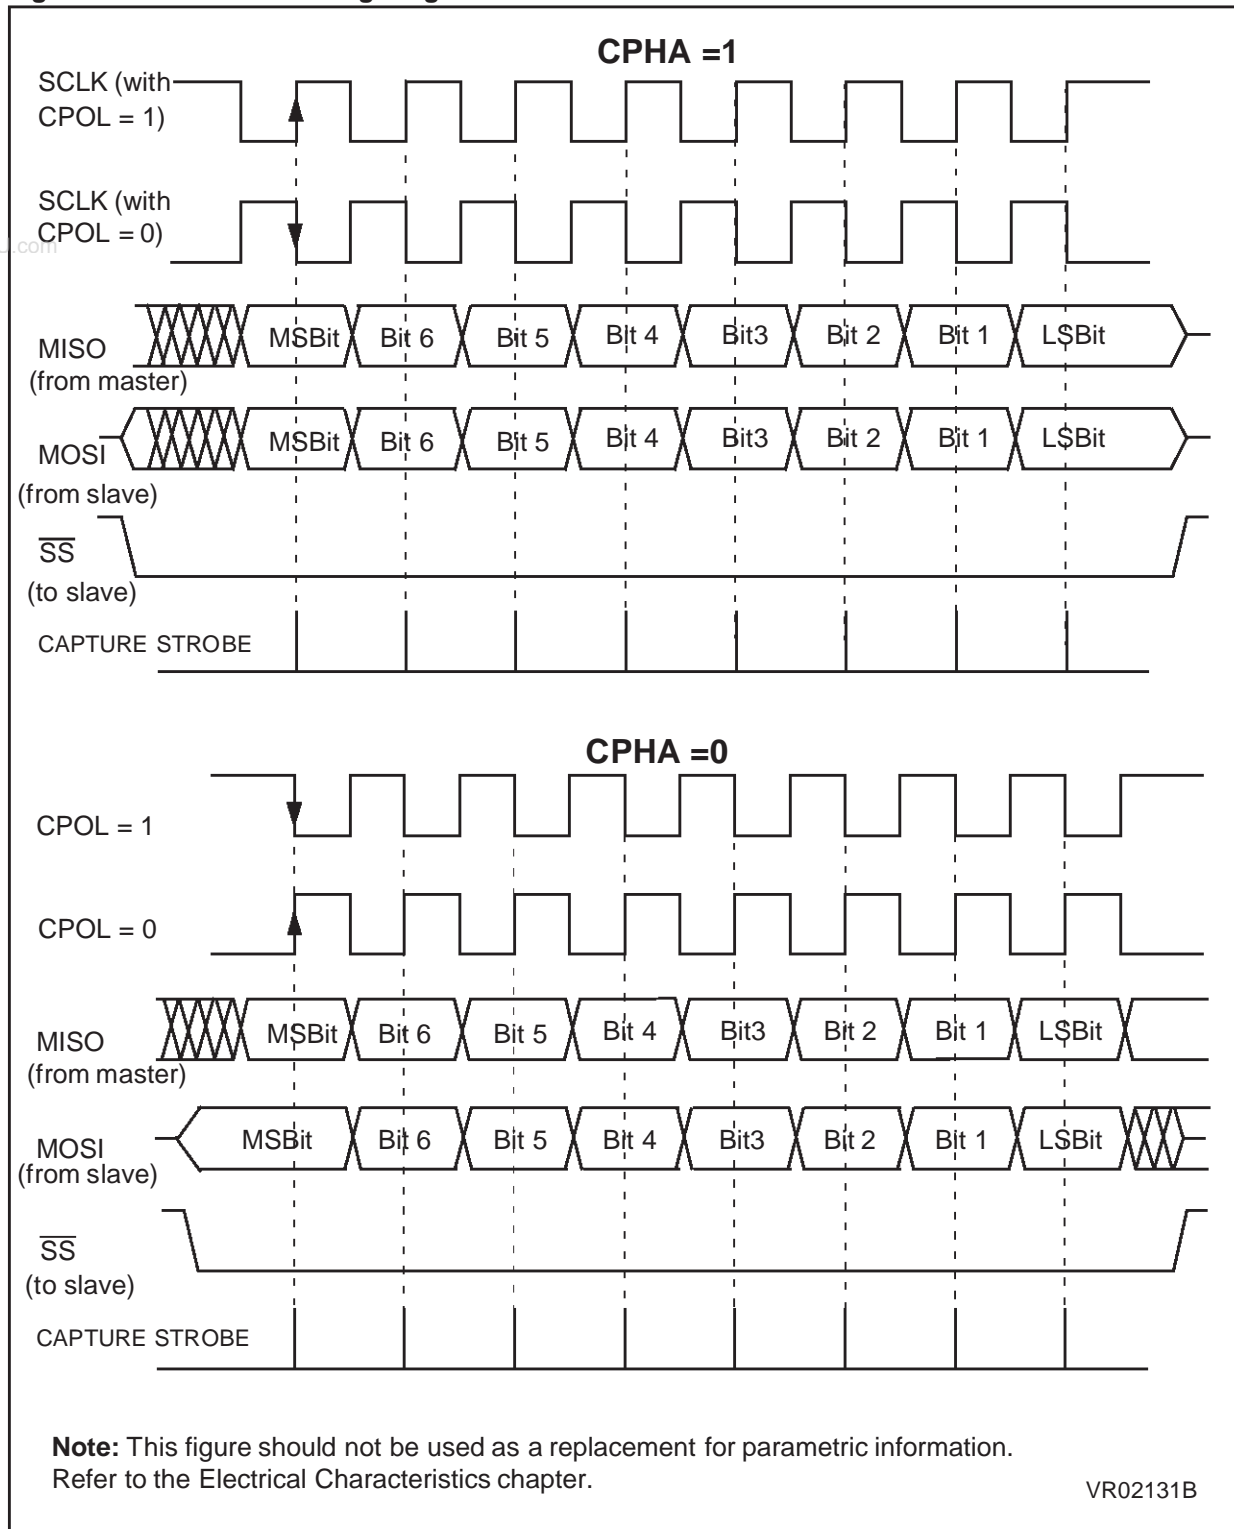 CPHA =1
SCLK (with
CPOL = 1)
SCLK (with
CPOL = 0)
MISO
(from master)
MSBit Bit 6 Bit 5 Bit 4 Bit3 Bit 2 Bit 1 LSBit
MOSI
(from slave)
MSBit Bit 6 Bit 5 Bit 4 Bit3 Bit 2 Bit 1 LSBit
SS
(to slave)
CAPTURE STROBE
CPHA =0
CPOL = 1
CPOL = 0
MISO
(from master)
MSBit Bit 6 Bit 5 Bit 4 Bit3 Bit 2 Bit 1 LSBit
MOSI
(from slave)
MSBit Bit 6 Bit 5 Bit 4 Bit3 Bit 2 Bit 1 LSBit
SS
(to slave)
CAPTURE STROBE
Note: This figure should not be used as a replacement for parametric information.
Refer to the Electrical Characteristics chapter.
VR02131B